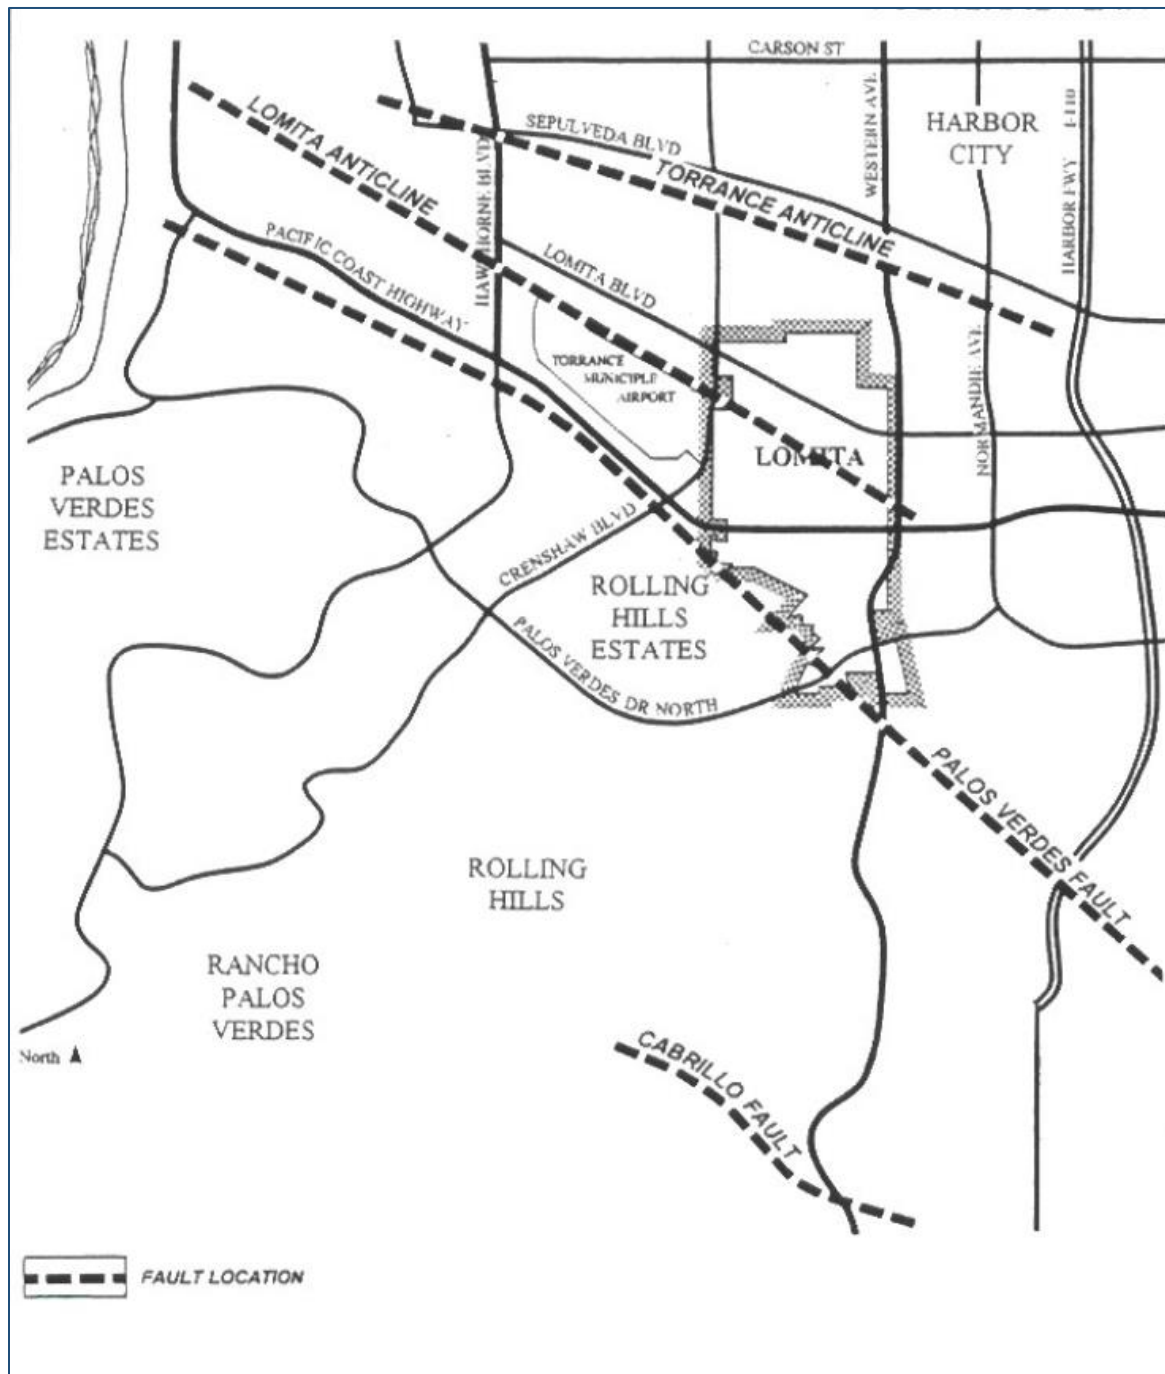 CARSON ST
LOMITA ANTICLINE
SEPULVEDA BLVD
TORRANCE ANTICLINE
WESTERN AVE
HARBOR
CITY
HARBOR FWY I-110
HAWTHORNE BLVD
PACIFIC COAST HIGHWAY
LOMITA BLVD
TORRANCE
MUNICIPLE
AIRPORT
NORMANDIE AVE
LOMITA
PALOS
VERDES
ESTATES
CRENSHAW BLVD
ROLLING
HILLS
ESTATES
PALOS VERDES DR NORTH
PALOS VERDES FAULT
ROLLING
HILLS
RANCHO
PALOS
VERDES
North
CABRILLO FAULT
FAULT LOCATION